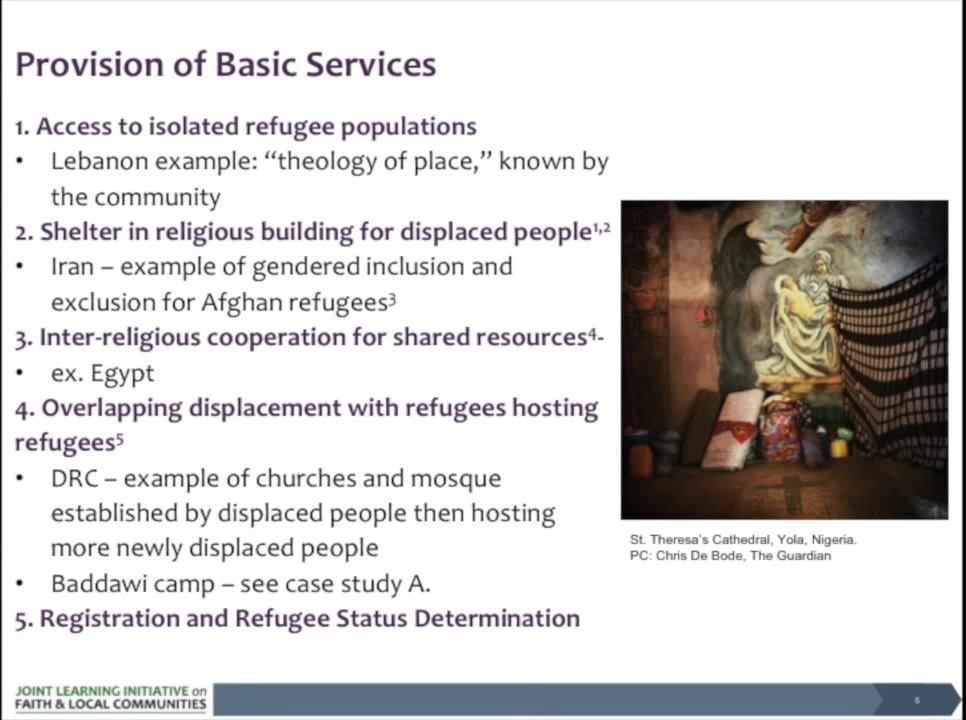 Provision of Basic Services
1. Access to isolated refugee populations
• Lebanon example: “theology of place,” known by
the community
2. Shelter in religious building for displaced people¹,²
• Iran – example of gendered inclusion and
exclusion for Afghan refugees³
3. Inter-religious cooperation for shared resources⁴-
• ex. Egypt
4. Overlapping displacement with refugees hosting
refugees⁵
• DRC – example of churches and mosque
established by displaced people then hosting
more newly displaced people
• Baddawi camp – see case study A.
5. Registration and Refugee Status Determination
St. Theresa's Cathedral, Yola, Nigeria.
PC: Chris De Bode, The Guardian
JOINT LEARNING INITIATIVE on
FAITH & LOCAL COMMUNITIES
5